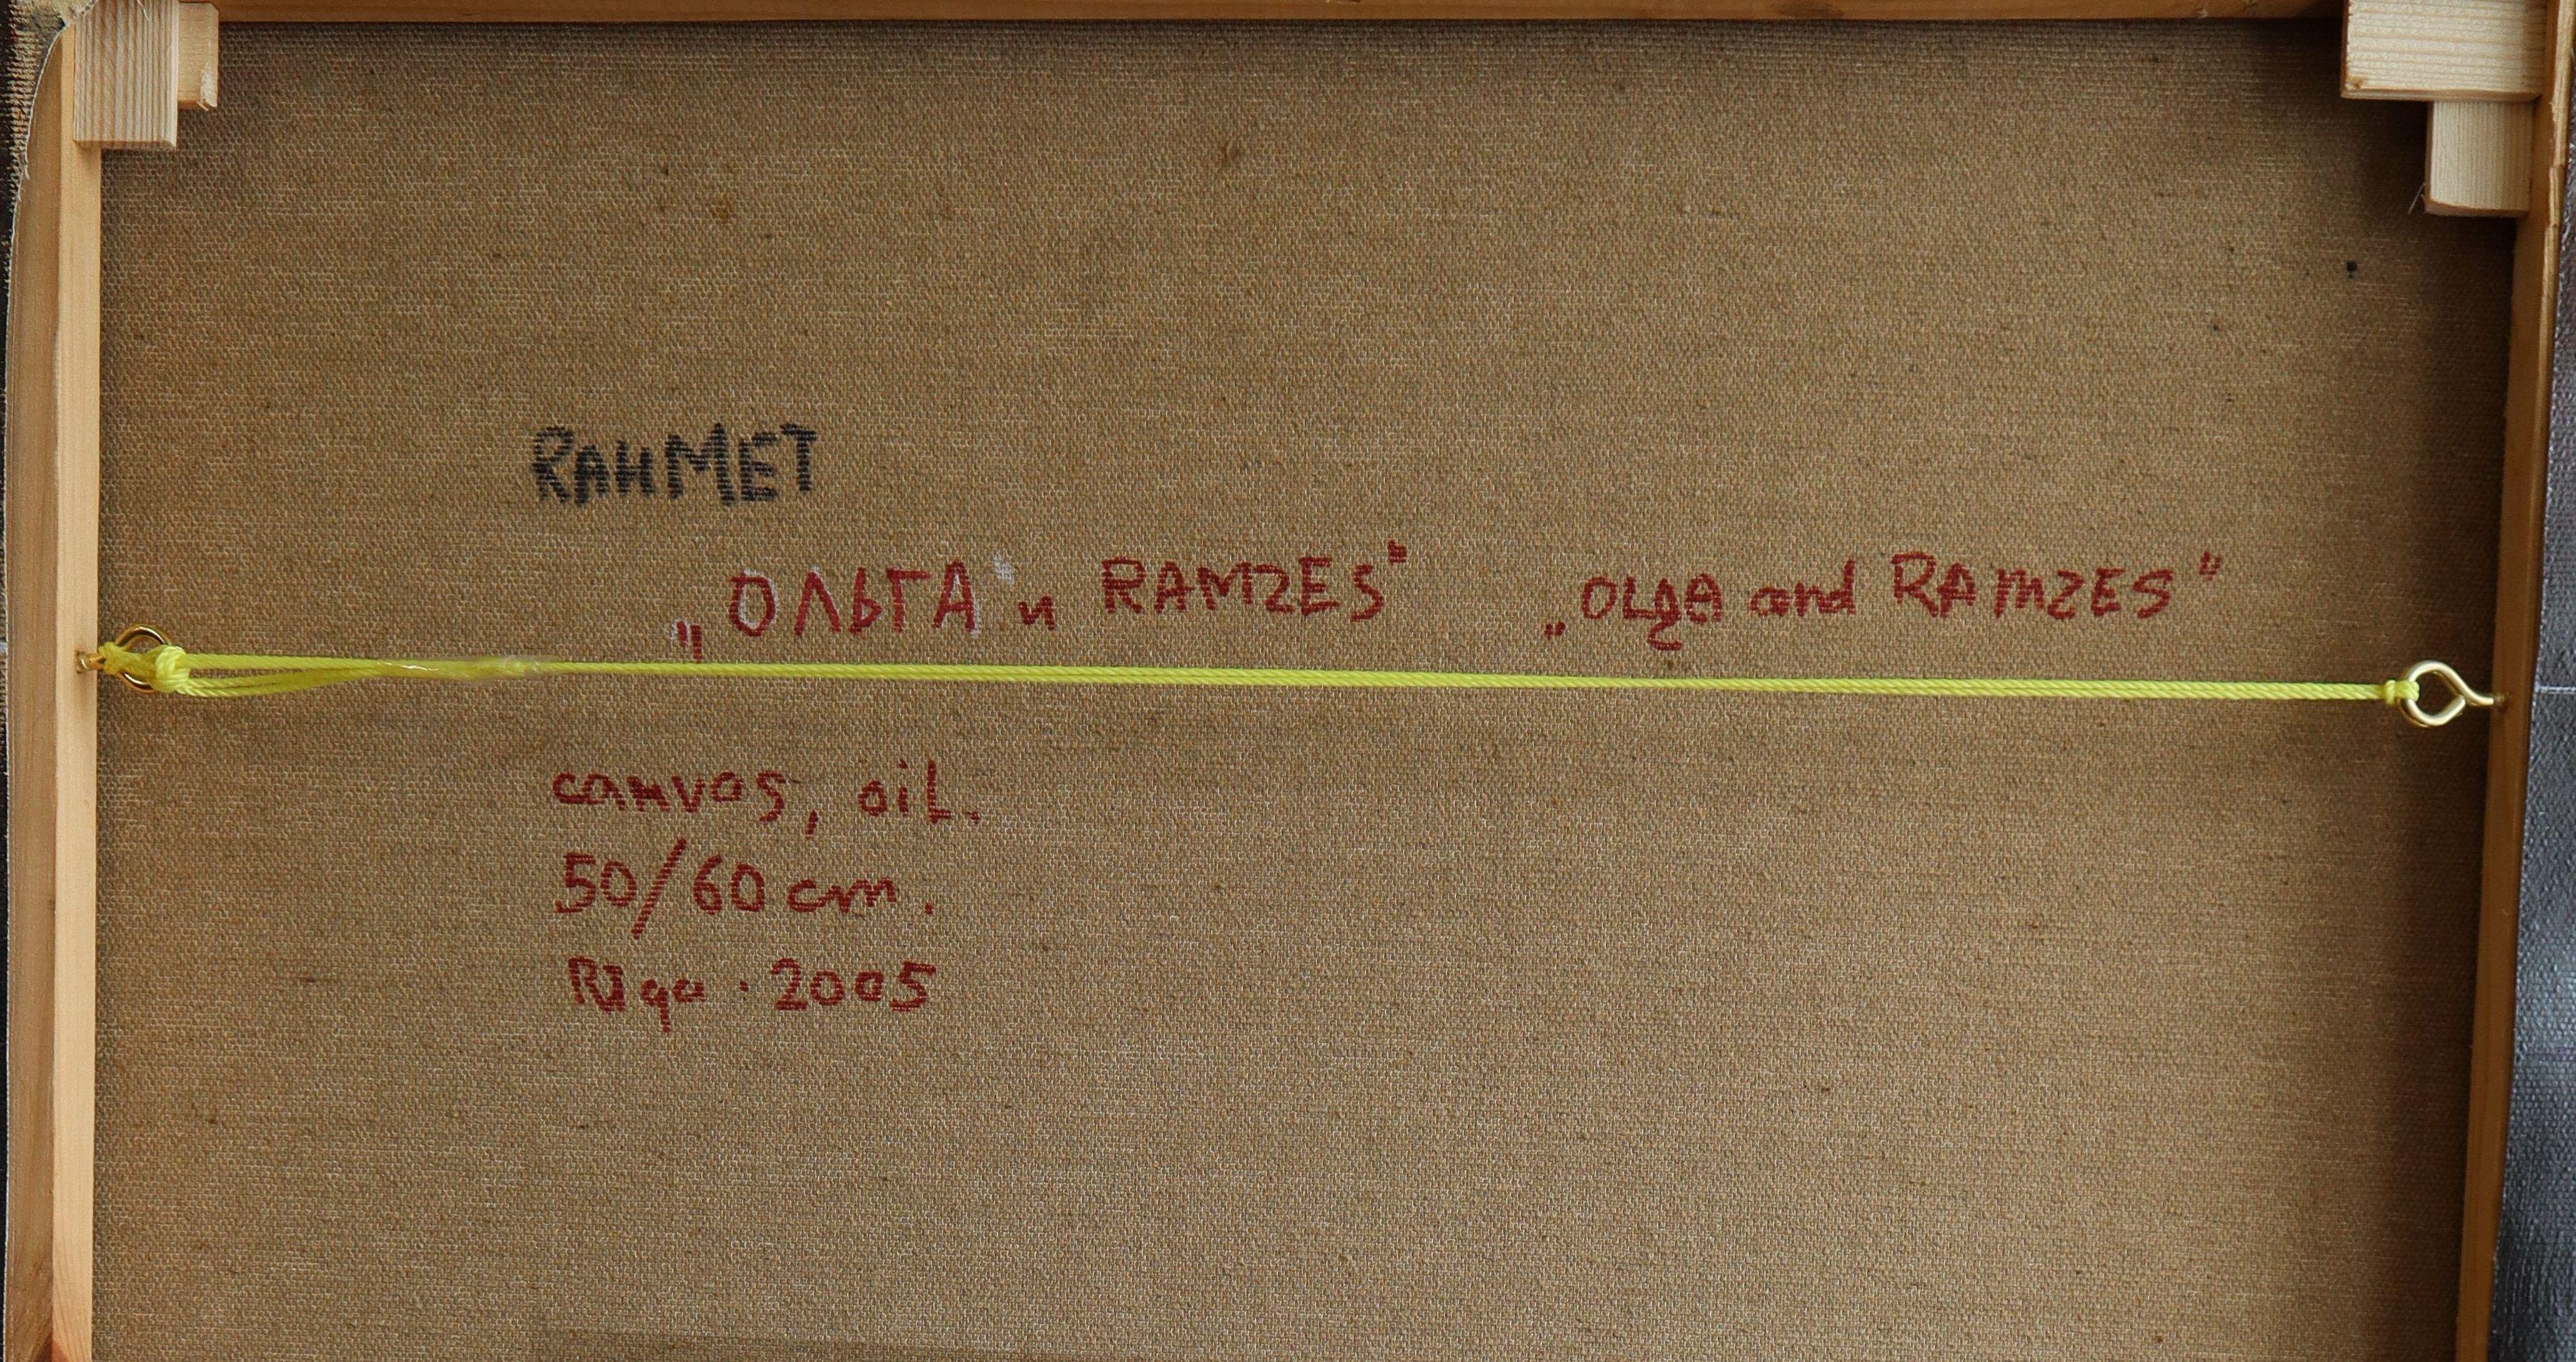 RAHMET
„ОЛЬГА" и RAMZES" „OLGA and RAMZES"
canvas, oil.
50/60 cm.
Riga · 2005